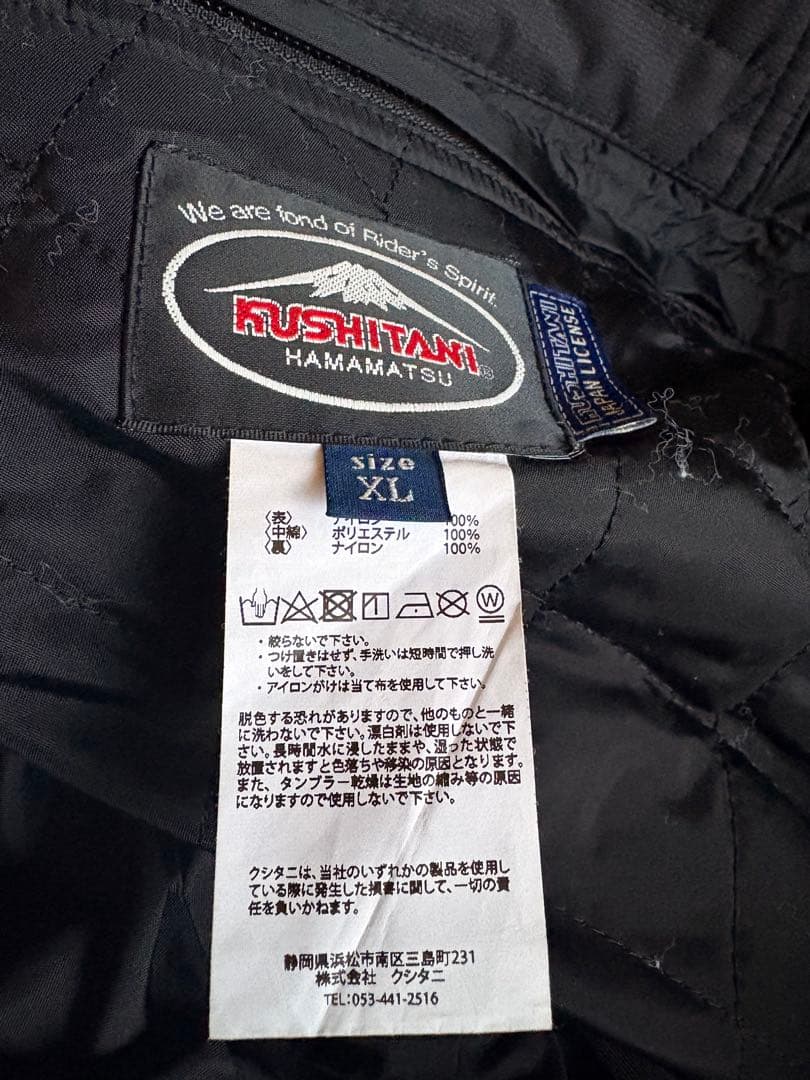 We are fond of Rider's Spirit.
KUSHITANI®
HAMAMATSU
KUSHITANI
JAPAN LICENSE
size
XL
〈表〉 ナイロン 100%
〈中綿〉 ポリエステル 100%
〈裏〉 ナイロン 100%
W
・絞らないで下さい。
・つけ置きはせず、手洗いは短時間で押し洗
いをして下さい。
・アイロンがけは当て布を使用して下さい。
脱色する恐れがありますので、他のものと一緒
に洗わないで下さい。漂白剤は使用しないで下
さい。長時間水に浸したままや、湿った状態で
放置されますと色落ちや移染の原因となります。
また、タンブラー乾燥は生地の縮み等の原因
になりますので使用しないで下さい。
クシタニは、当社のいずれかの製品を使用し
ている際に発生した損害に関して、一切の責
任を負いかねます。
静岡県浜松市南区三島町231
株式会社 クシタニ
TEL:053-441-2516